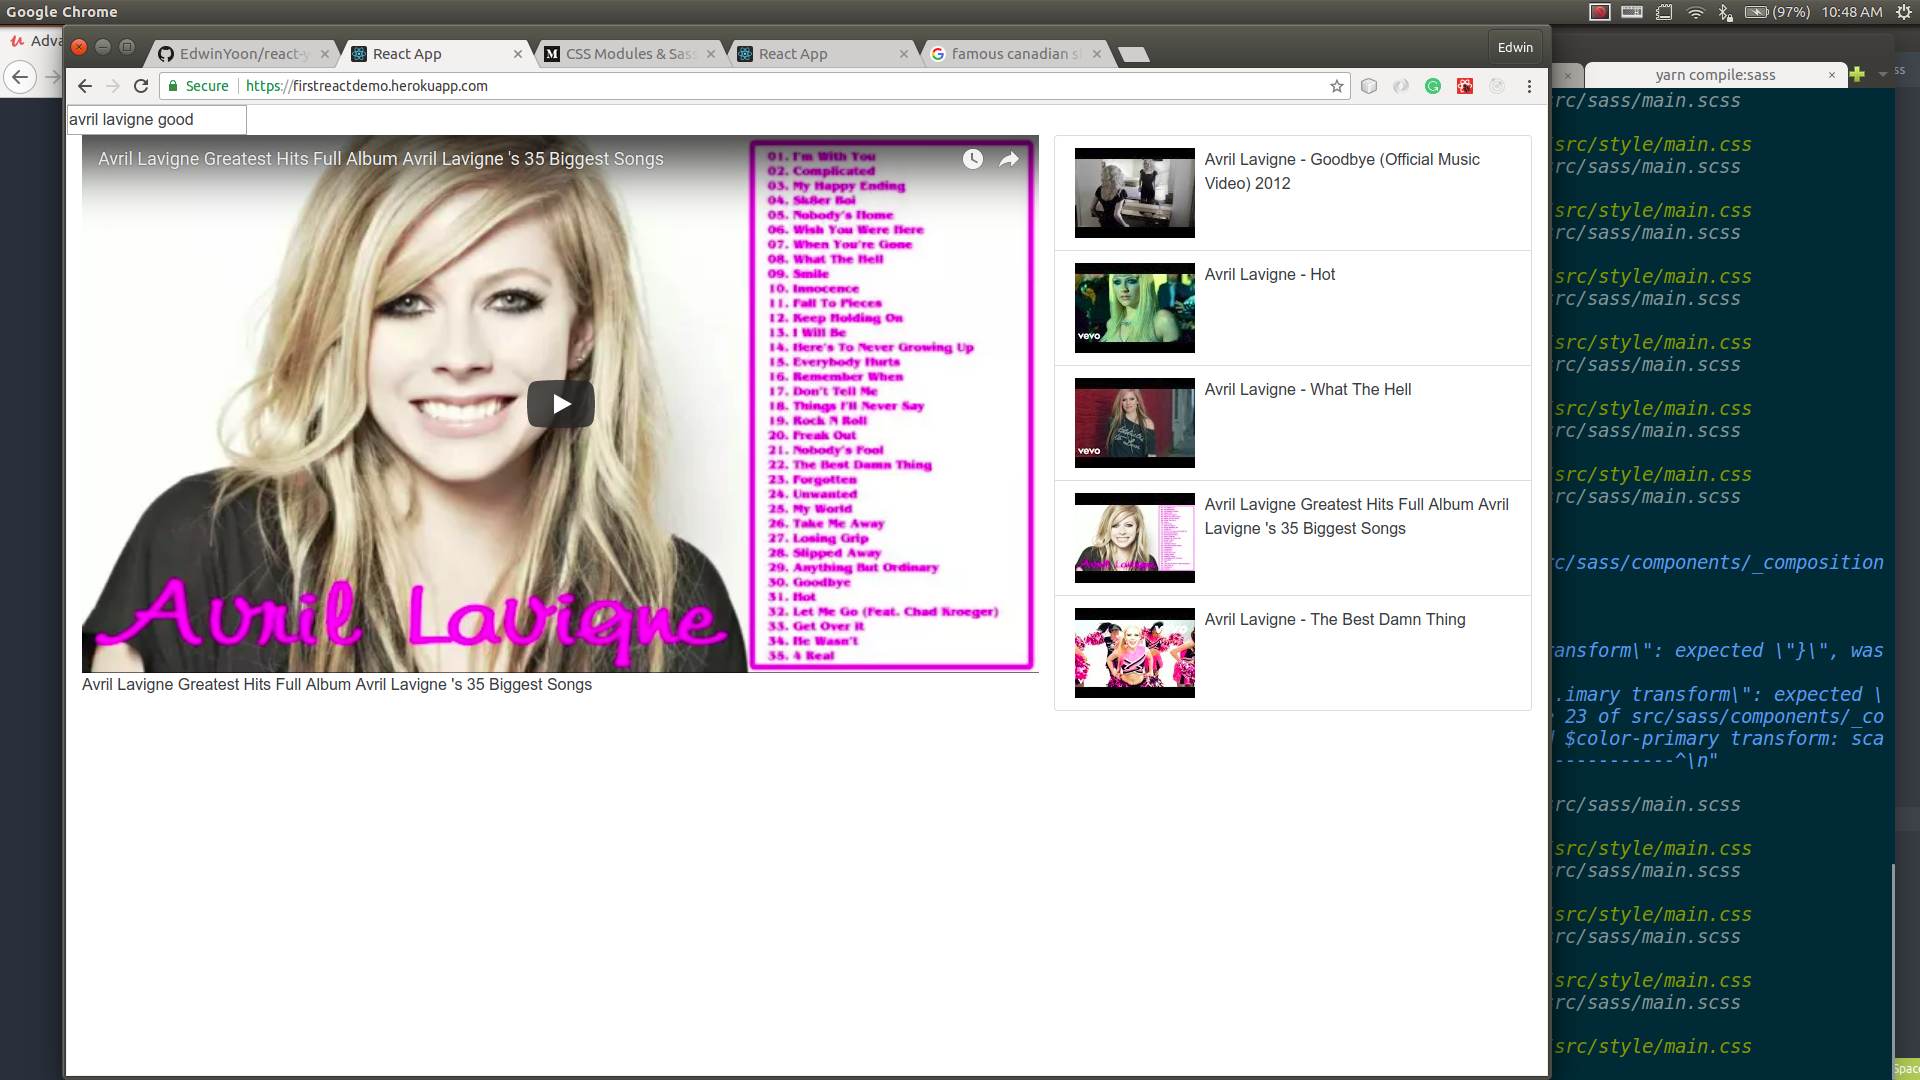 Google Chrome
(97%) 10:48 AM
Adva
EdwinYoon/react-y
React App
CSS Modules & Sass
React App
famous canadian si
Edwin
Secure https://firstreactdemo.herokuapp.com
avril lavigne good
Avril Lavigne Greatest Hits Full Album Avril Lavigne 's 35 Biggest Songs
01. I'm With You
02. Complicated
03. My Happy Ending
04. Sk8er Boi
05. Nobody's Home
06. Wish You Were Here
07. When You're Gone
08. What The Hell
09. Smile
10. Innocence
11. Fall To Pieces
12. Keep Holding On
13. I Will Be
14. Here's To Never Growing Up
15. Everybody Hurts
16. Remember When
17. Don't Tell Me
18. Things I'll Never Say
19. Rock N Roll
20. Freak Out
21. Nobody's Fool
22. The Best Damn Thing
23. Forgotten
24. Unwanted
25. My World
26. Take Me Away
27. Losing Grip
28. Slipped Away
29. Anything But Ordinary
30. Goodbye
31. Hot
32. Let Me Go (Feat. Chad Kroeger)
33. Get Over It
34. He Wasn't
35. 4 Real
Avril Lavigne
Avril Lavigne Greatest Hits Full Album Avril Lavigne 's 35 Biggest Songs
Avril Lavigne - Goodbye (Official Music
Video) 2012
Avril Lavigne - Hot
vevo
Avril Lavigne - What The Hell
vevo
Avril Lavigne Greatest Hits Full Album Avril
Lavigne 's 35 Biggest Songs
Avril Lavigne - The Best Damn Thing
yarn compile:sass
ss
rc/sass/main.scss
src/style/main.css
rc/sass/main.scss
src/style/main.css
rc/sass/main.scss
src/style/main.css
rc/sass/main.scss
src/style/main.css
rc/sass/main.scss
src/style/main.css
rc/sass/main.scss
src/style/main.css
rc/sass/main.scss
rc/sass/components/_composition
ransform\": expected \"}\", was
.imary transform\": expected \
23 of src/sass/components/_co
$color-primary transform: sca
-----------^\n"
rc/sass/main.scss
src/style/main.css
rc/sass/main.scss
src/style/main.css
rc/sass/main.scss
src/style/main.css
rc/sass/main.scss
src/style/main.css
Space